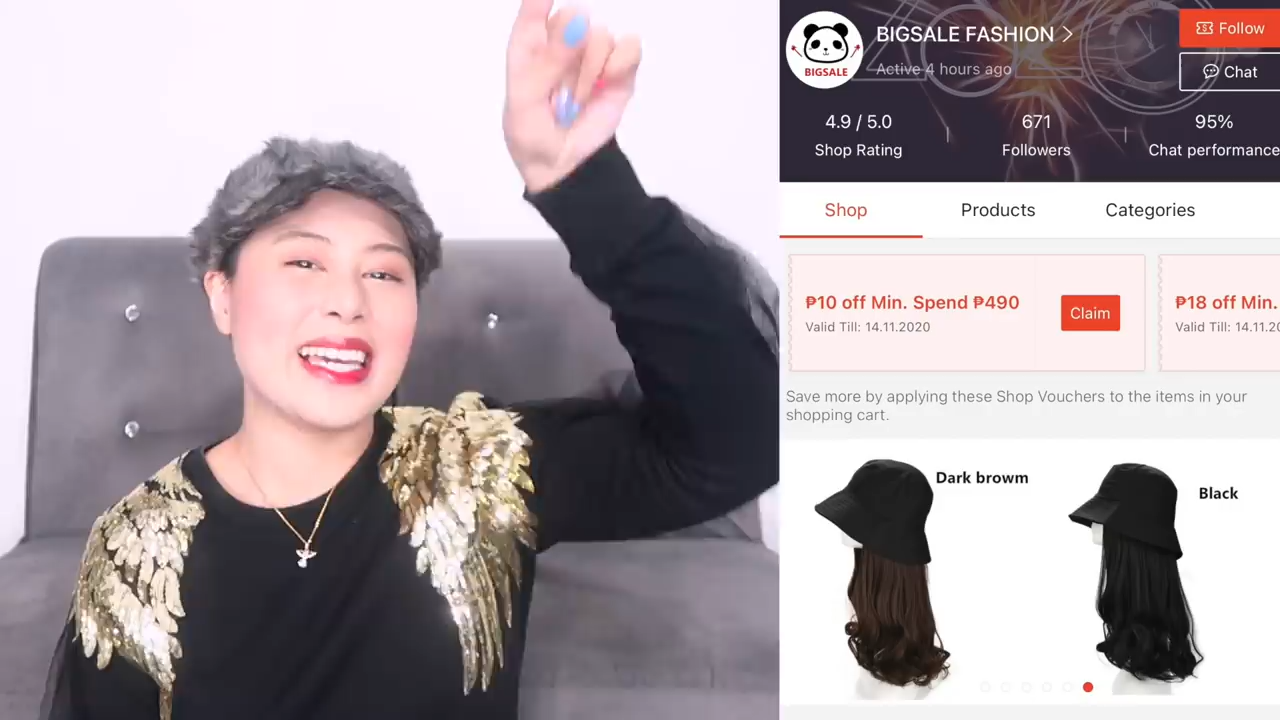 BIGSALE
BIGSALE FASHION
Active 4 hours ago
Follow
Chat
4.9 / 5.0
Shop Rating
671
Followers
95%
Chat performance
Shop
Products
Categories
₱10 off Min. Spend ₱490
Valid Till: 14.11.2020
Claim
₱18 off Min.
Valid Till: 14.11.20
Save more by applying these Shop Vouchers to the items in your
shopping cart.
Dark browm
Black